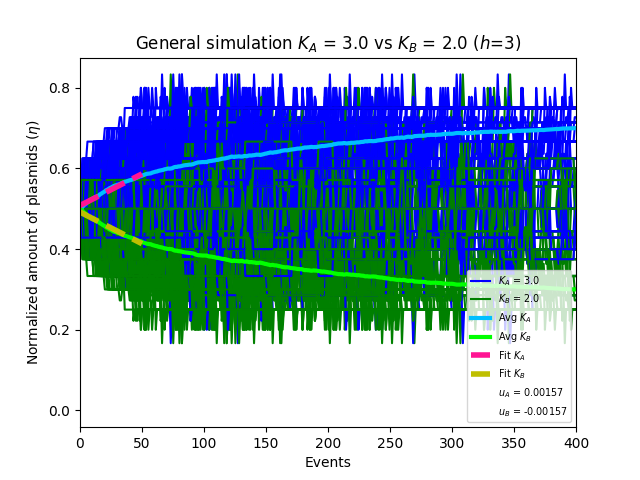 General simulation K_A = 3.0 vs K_B = 2.0 (h=3)
Normalized amount of plasmids (η)
0.8
0.6
0.4
0.2
0.0
K_A = 3.0
K_B = 2.0
Avg K_A
Avg K_B
Fit K_A
Fit K_B
u_A = 0.00157
u_B = -0.00157
0 50 100 150 200 250 300 350 400
Events